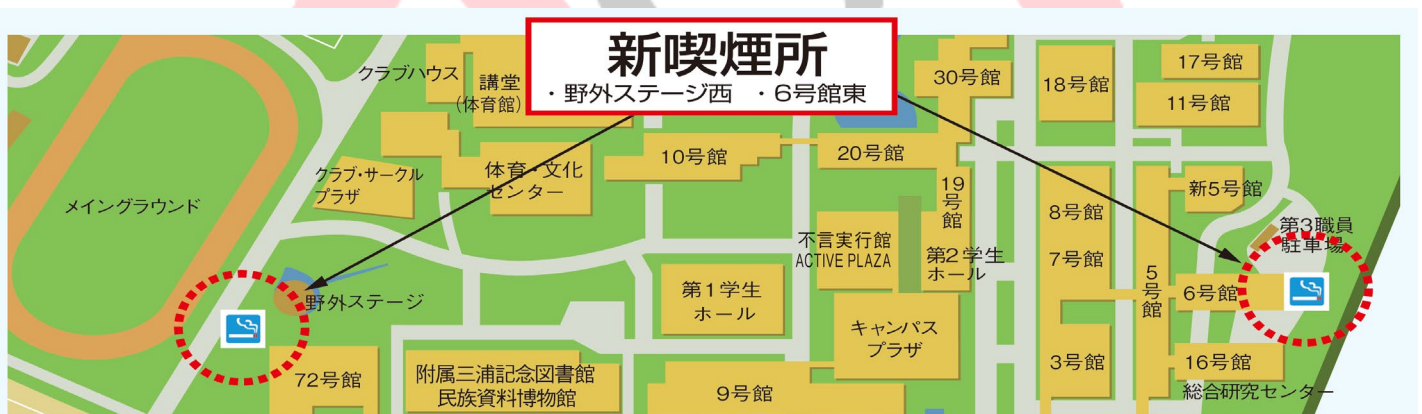 新喫煙所
・野外ステージ西 ・6号館東
クラブハウス
講堂
(体育館)
30号館
18号館
17号館
11号館
クラブ・サークル
プラザ
体育・文化
センター
10号館
20号館
19号館
新5号館
メイングラウンド
8号館
不言実行館
ACTIVE PLAZA
第2学生
ホール
7号館
第3職員
駐車場
5号館
6号館
野外ステージ
第1学生
ホール
キャンパス
プラザ
3号館
16号館
総合研究センター
72号館
附属三浦記念図書館
民族資料博物館
9号館